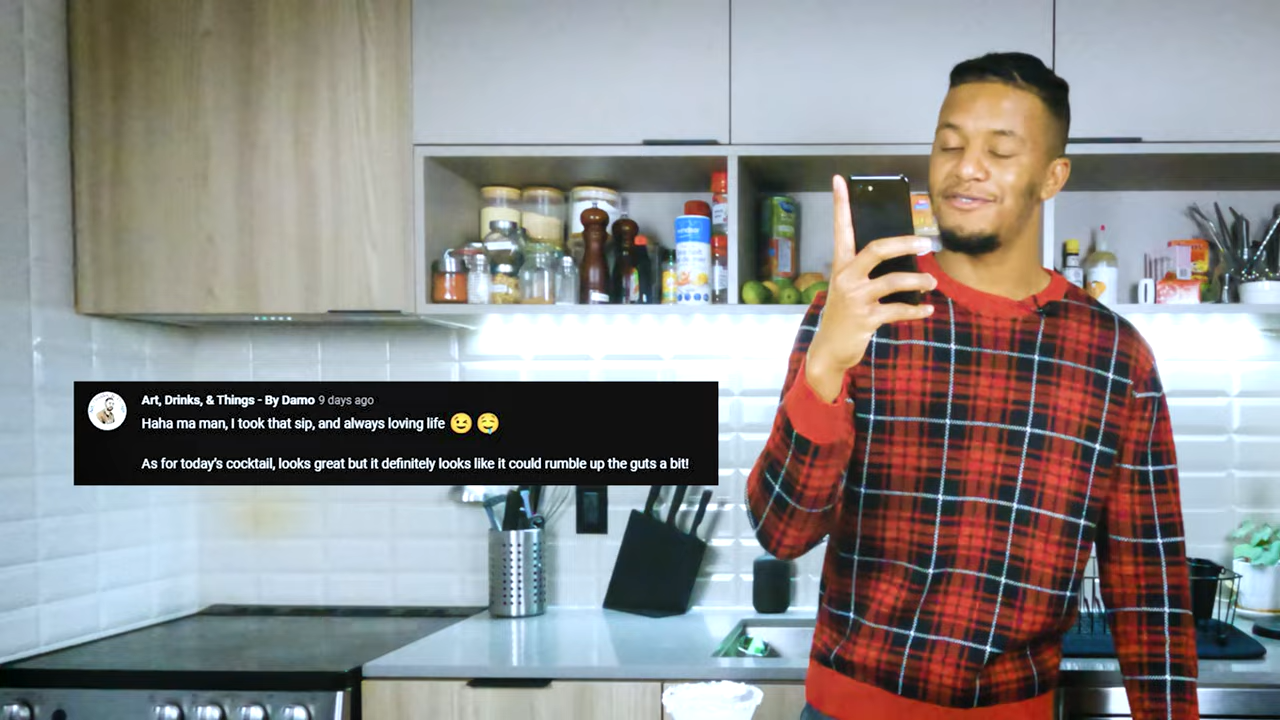 Art, Drinks, & Things - By Damo 9 days ago
Haha ma man, I took that sip, and always loving life 😉 🤤
As for today's cocktail, looks great but it definitely looks like it could rumble up the guts a bit!